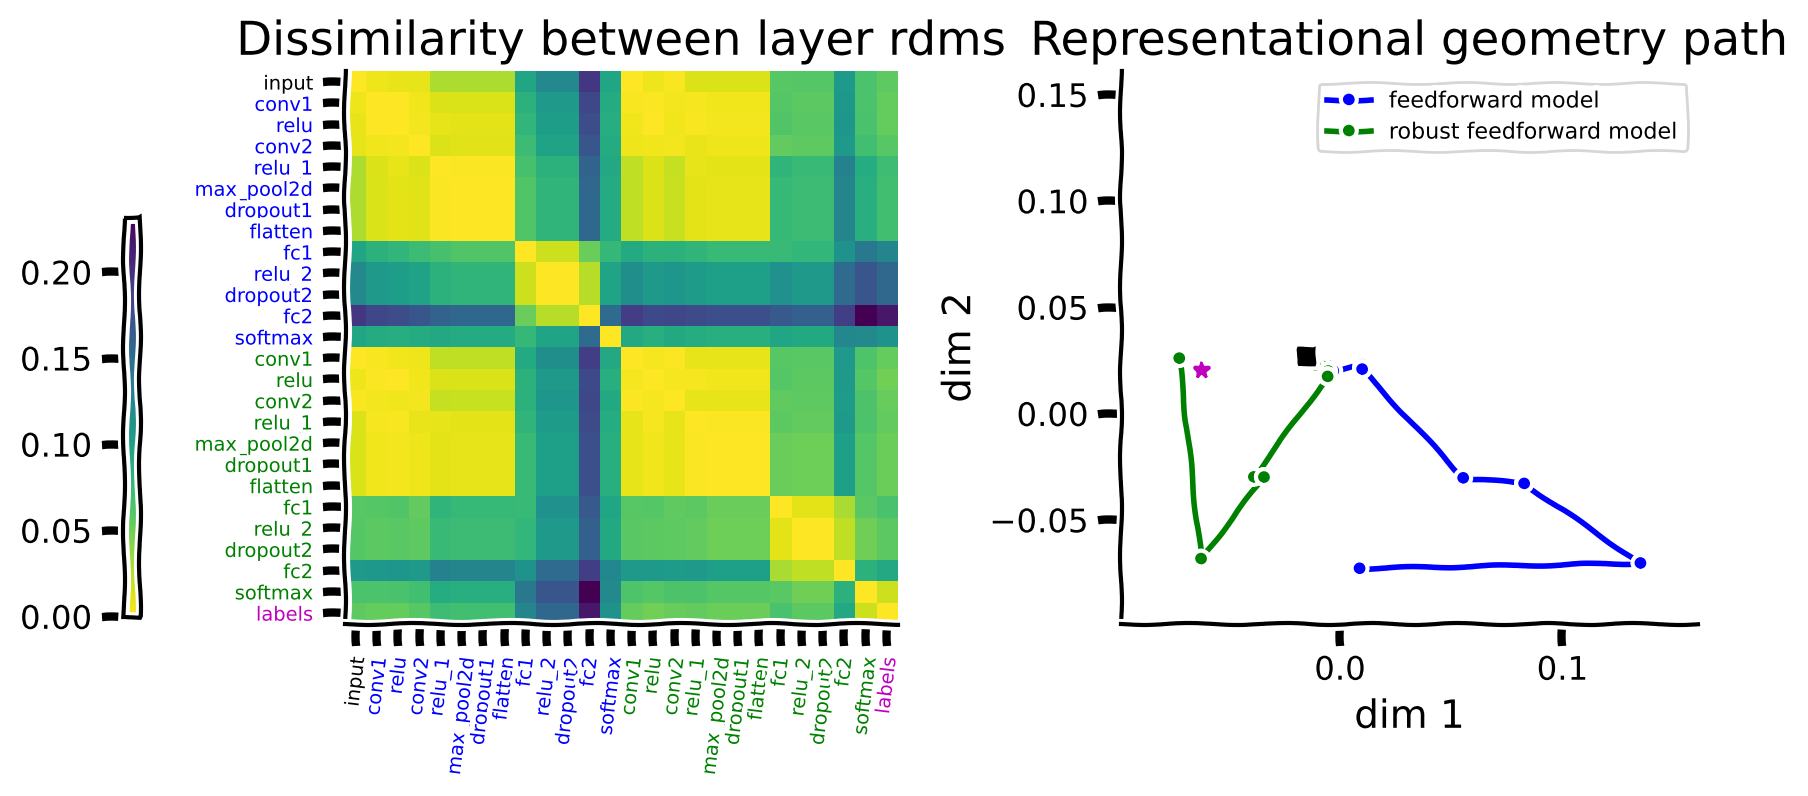 Dissimilarity between layer rdms
0.20
0.15
0.10
0.05
0.00
input
conv1
relu
conv2
relu_1
max_pool2d
dropout1
flatten
fc1
relu_2
dropout2
fc2
softmax
conv1
relu
conv2
relu_1
max_pool2d
dropout1
flatten
fc1
relu_2
dropout2
fc2
softmax
labels
input
conv1
relu
conv2
relu_1
max_pool2d
dropout1
flatten
fc1
relu_2
dropout2
fc2
softmax
conv1
relu
conv2
relu_1
max_pool2d
dropout1
flatten
fc1
relu_2
dropout2
fc2
softmax
labels
Representational geometry path
feedforward model
robust feedforward model
dim 2
0.15
0.10
0.05
0.00
−0.05
0.0
0.1
dim 1